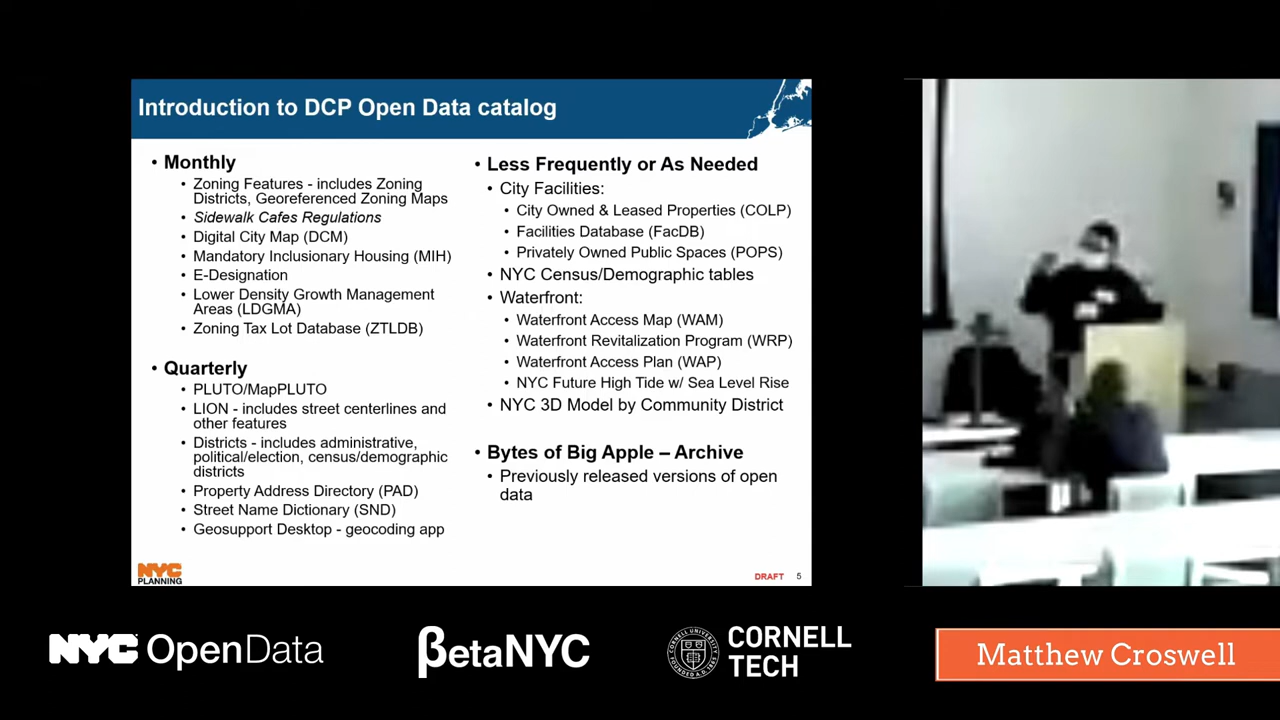 Introduction to DCP Open Data catalog
• Monthly
• Zoning Features - includes Zoning
Districts, Georeferenced Zoning Maps
• Sidewalk Cafes Regulations
• Digital City Map (DCM)
• Mandatory Inclusionary Housing (MIH)
• E-Designation
• Lower Density Growth Management
Areas (LDGMA)
• Zoning Tax Lot Database (ZTLDB)
• Quarterly
• PLUTO/MapPLUTO
• LION - includes street centerlines and
other features
• Districts - includes administrative,
political/election, census/demographic
districts
• Property Address Directory (PAD)
• Street Name Dictionary (SND)
• Geosupport Desktop - geocoding app
• Less Frequently or As Needed
• City Facilities:
• City Owned & Leased Properties (COLP)
• Facilities Database (FacDB)
• Privately Owned Public Spaces (POPS)
• NYC Census/Demographic tables
• Waterfront:
• Waterfront Access Map (WAM)
• Waterfront Revitalization Program (WRP)
• Waterfront Access Plan (WAP)
• NYC Future High Tide w/ Sea Level Rise
• NYC 3D Model by Community District
• Bytes of Big Apple – Archive
• Previously released versions of open
data
NYC
PLANNING
DRAFT 5
NYC OpenData
βetaNYC
CORNELL
TECH
Matthew Croswell